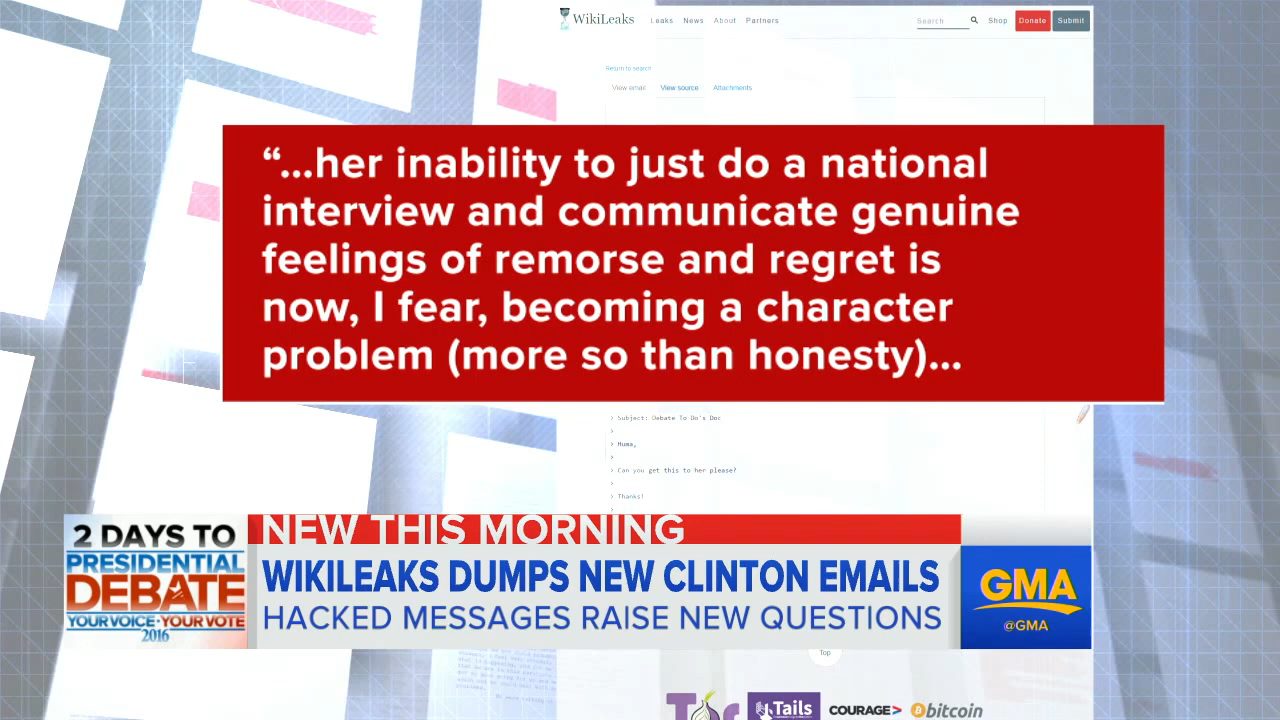 WikiLeaks Leaks News About Partners Search Shop Donate Submit
Return to search
View email View source Attachments
“...her inability to just do a national
interview and communicate genuine
feelings of remorse and regret is
now, I fear, becoming a character
problem (more so than honesty)...
> Subject: Debate To Do's Doc
>
> Huma,
>
> Can you get this to her please?
>
> Thanks!
>
2 DAYS TO
PRESIDENTIAL
DEBATE
YOUR VOICE · YOUR VOTE
2016
NEW THIS MORNING
WIKILEAKS DUMPS NEW CLINTON EMAILS
HACKED MESSAGES RAISE NEW QUESTIONS
GMA
@GMA
Top
Tor Tails COURAGE> bitcoin